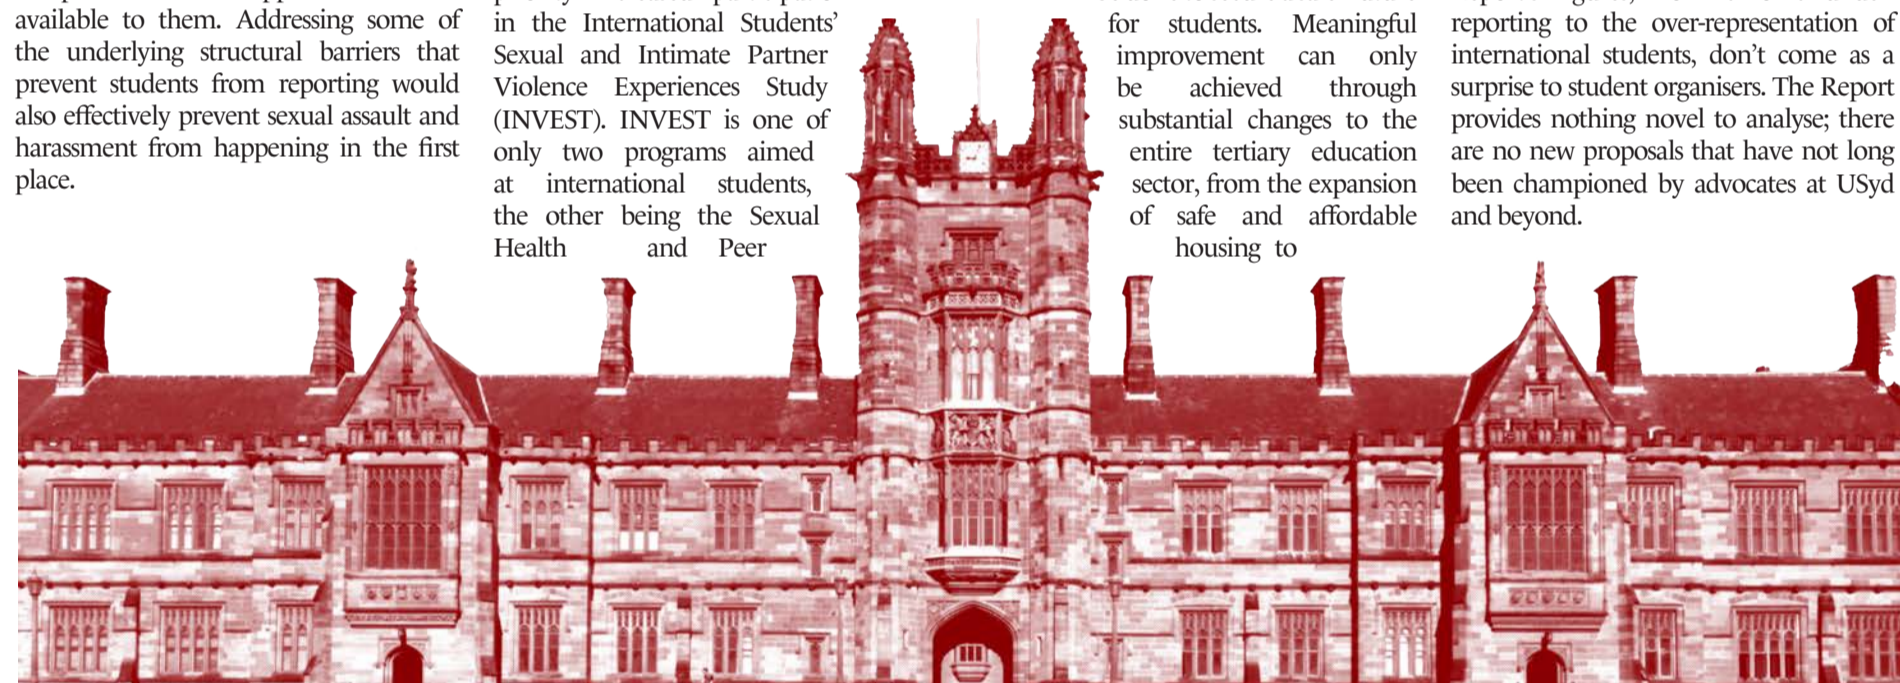 available to them. Addressing some of
the underlying structural barriers that
prevent students from reporting would
also effectively prevent sexual assault and
harassment from happening in the first
place.
in the International Students’
Sexual and Intimate Partner
Violence Experiences Study
(INVEST). INVEST is one of
only two programs aimed
at international students,
the other being the Sexual
Health and Peer
for students. Meaningful
improvement can only
be achieved through
substantial changes to the
entire tertiary education
sector, from the expansion
of safe and affordable
housing to
reporting to the over-representation of
international students, don’t come as a
surprise to student organisers. The Report
provides nothing novel to analyse; there
are no new proposals that have not long
been championed by advocates at USyd
and beyond.